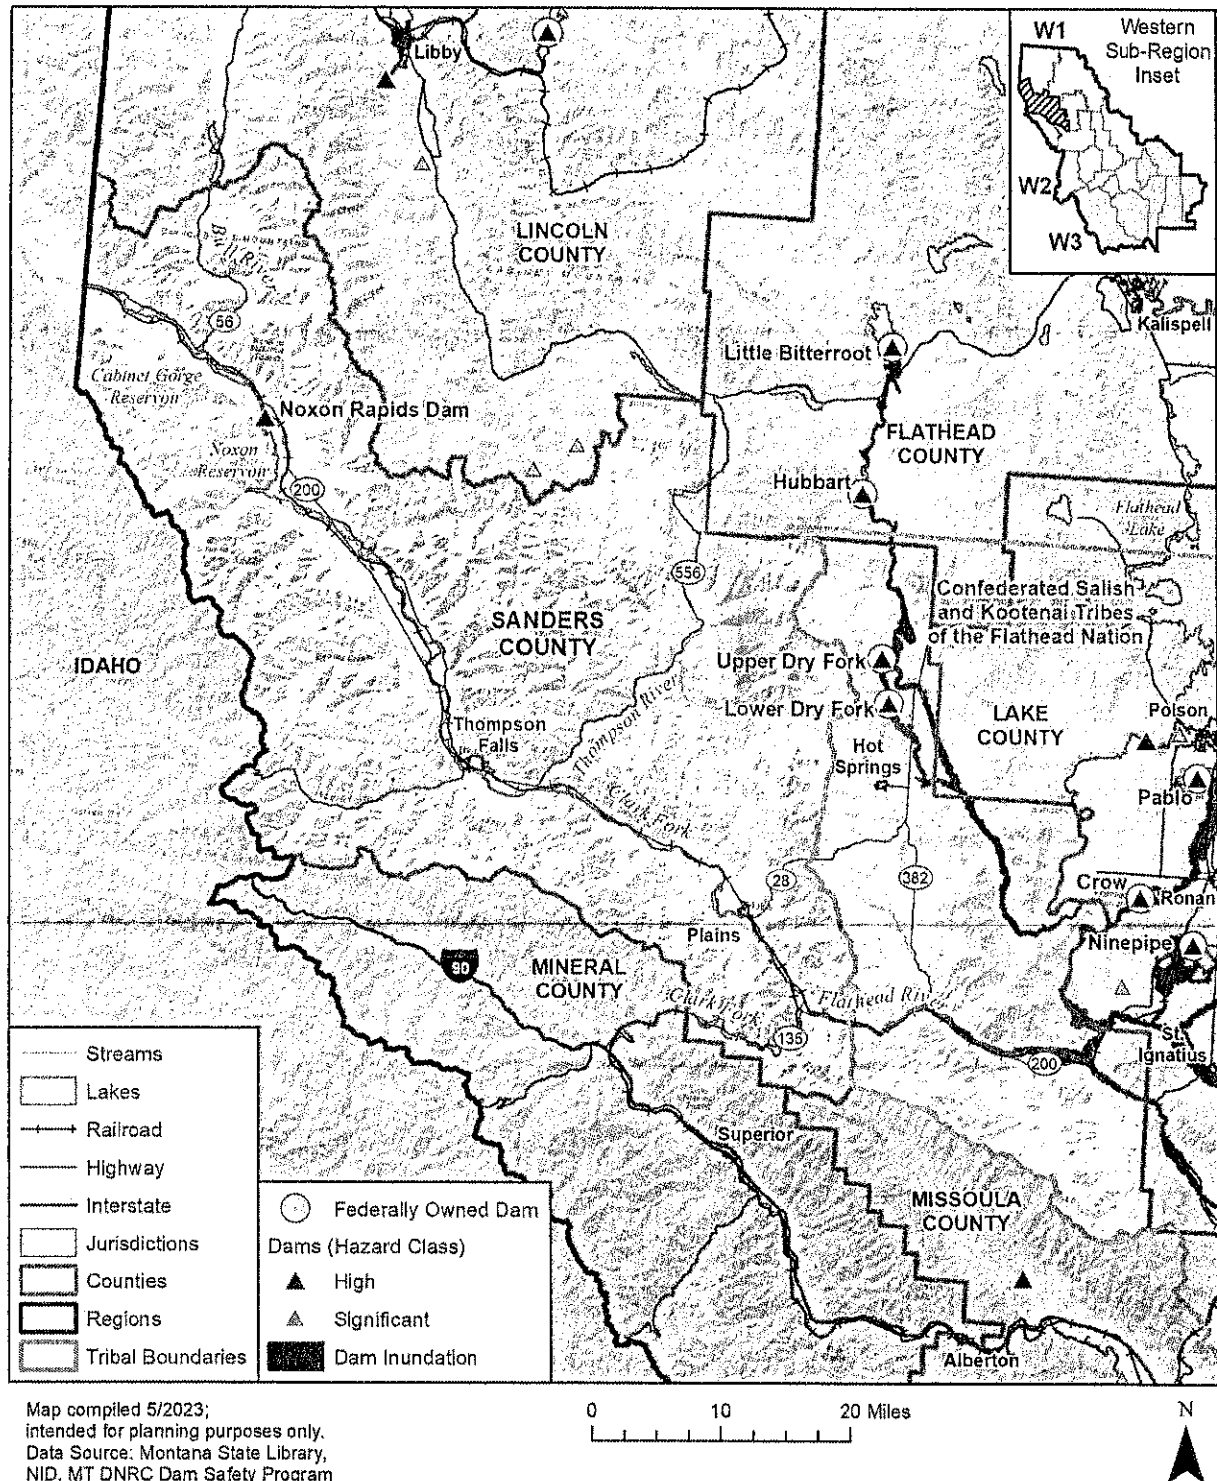 Libby
W1
Western
Sub-Region
Inset
W2
W3
LINCOLN
COUNTY
Bull River
56
Kalispell
Little Bitterroot
Cabinet Gorge
Reservoir
Noxon Rapids Dam
FLATHEAD
COUNTY
Noxon
Reservoir
200
Hubbart
Flathead
Lake
556
Confederated Salish
and Kootenai Tribes
of the Flathead Nation
SANDERS
COUNTY
IDAHO
Upper Dry Fork
Lower Dry Fork
Thompson River
LAKE
COUNTY
Polson
Thompson
Falls
Hot
Springs
Pablo
Clark Fork
28
382
Crow
Ronan
Plains
Ninepipe
90
MINERAL
COUNTY
Clark Fork
Flathead River
135
St.
Ignatius
200
Superior
MISSOULA
COUNTY
Alberton
Streams
Lakes
Railroad
Highway
Interstate
Jurisdictions
Counties
Regions
Tribal Boundaries
Federally Owned Dam
Dams (Hazard Class)
High
Significant
Dam Inundation
Map compiled 5/2023;
intended for planning purposes only.
Data Source: Montana State Library,
NID, MT DNRC Dam Safety Program
0 10 20 Miles
N